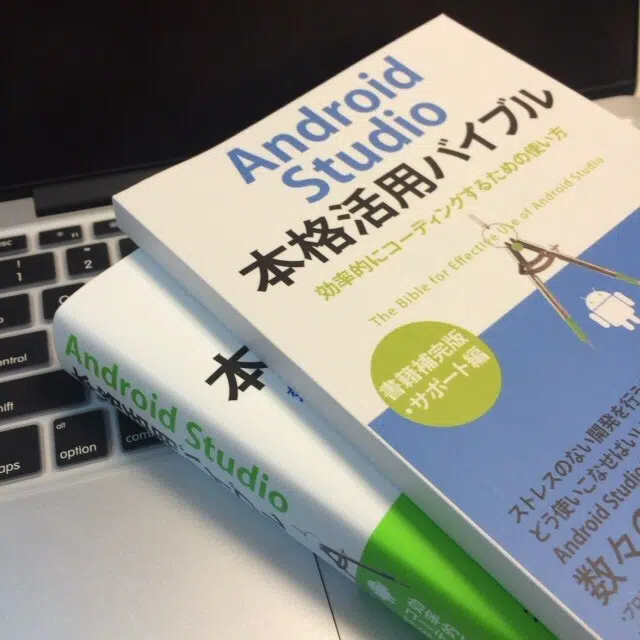 Android
Studio
本格活用バイブル
効率的にコーディングするための使い方
The Bible for Effective Use of Android Studio
書籍補完版
・サポート編
ストレスのない開発を行
どう使いこなせばい
Android Studio
数々の
本
Android Studio
esc
1
2
control
shift
caps
alt
option
com